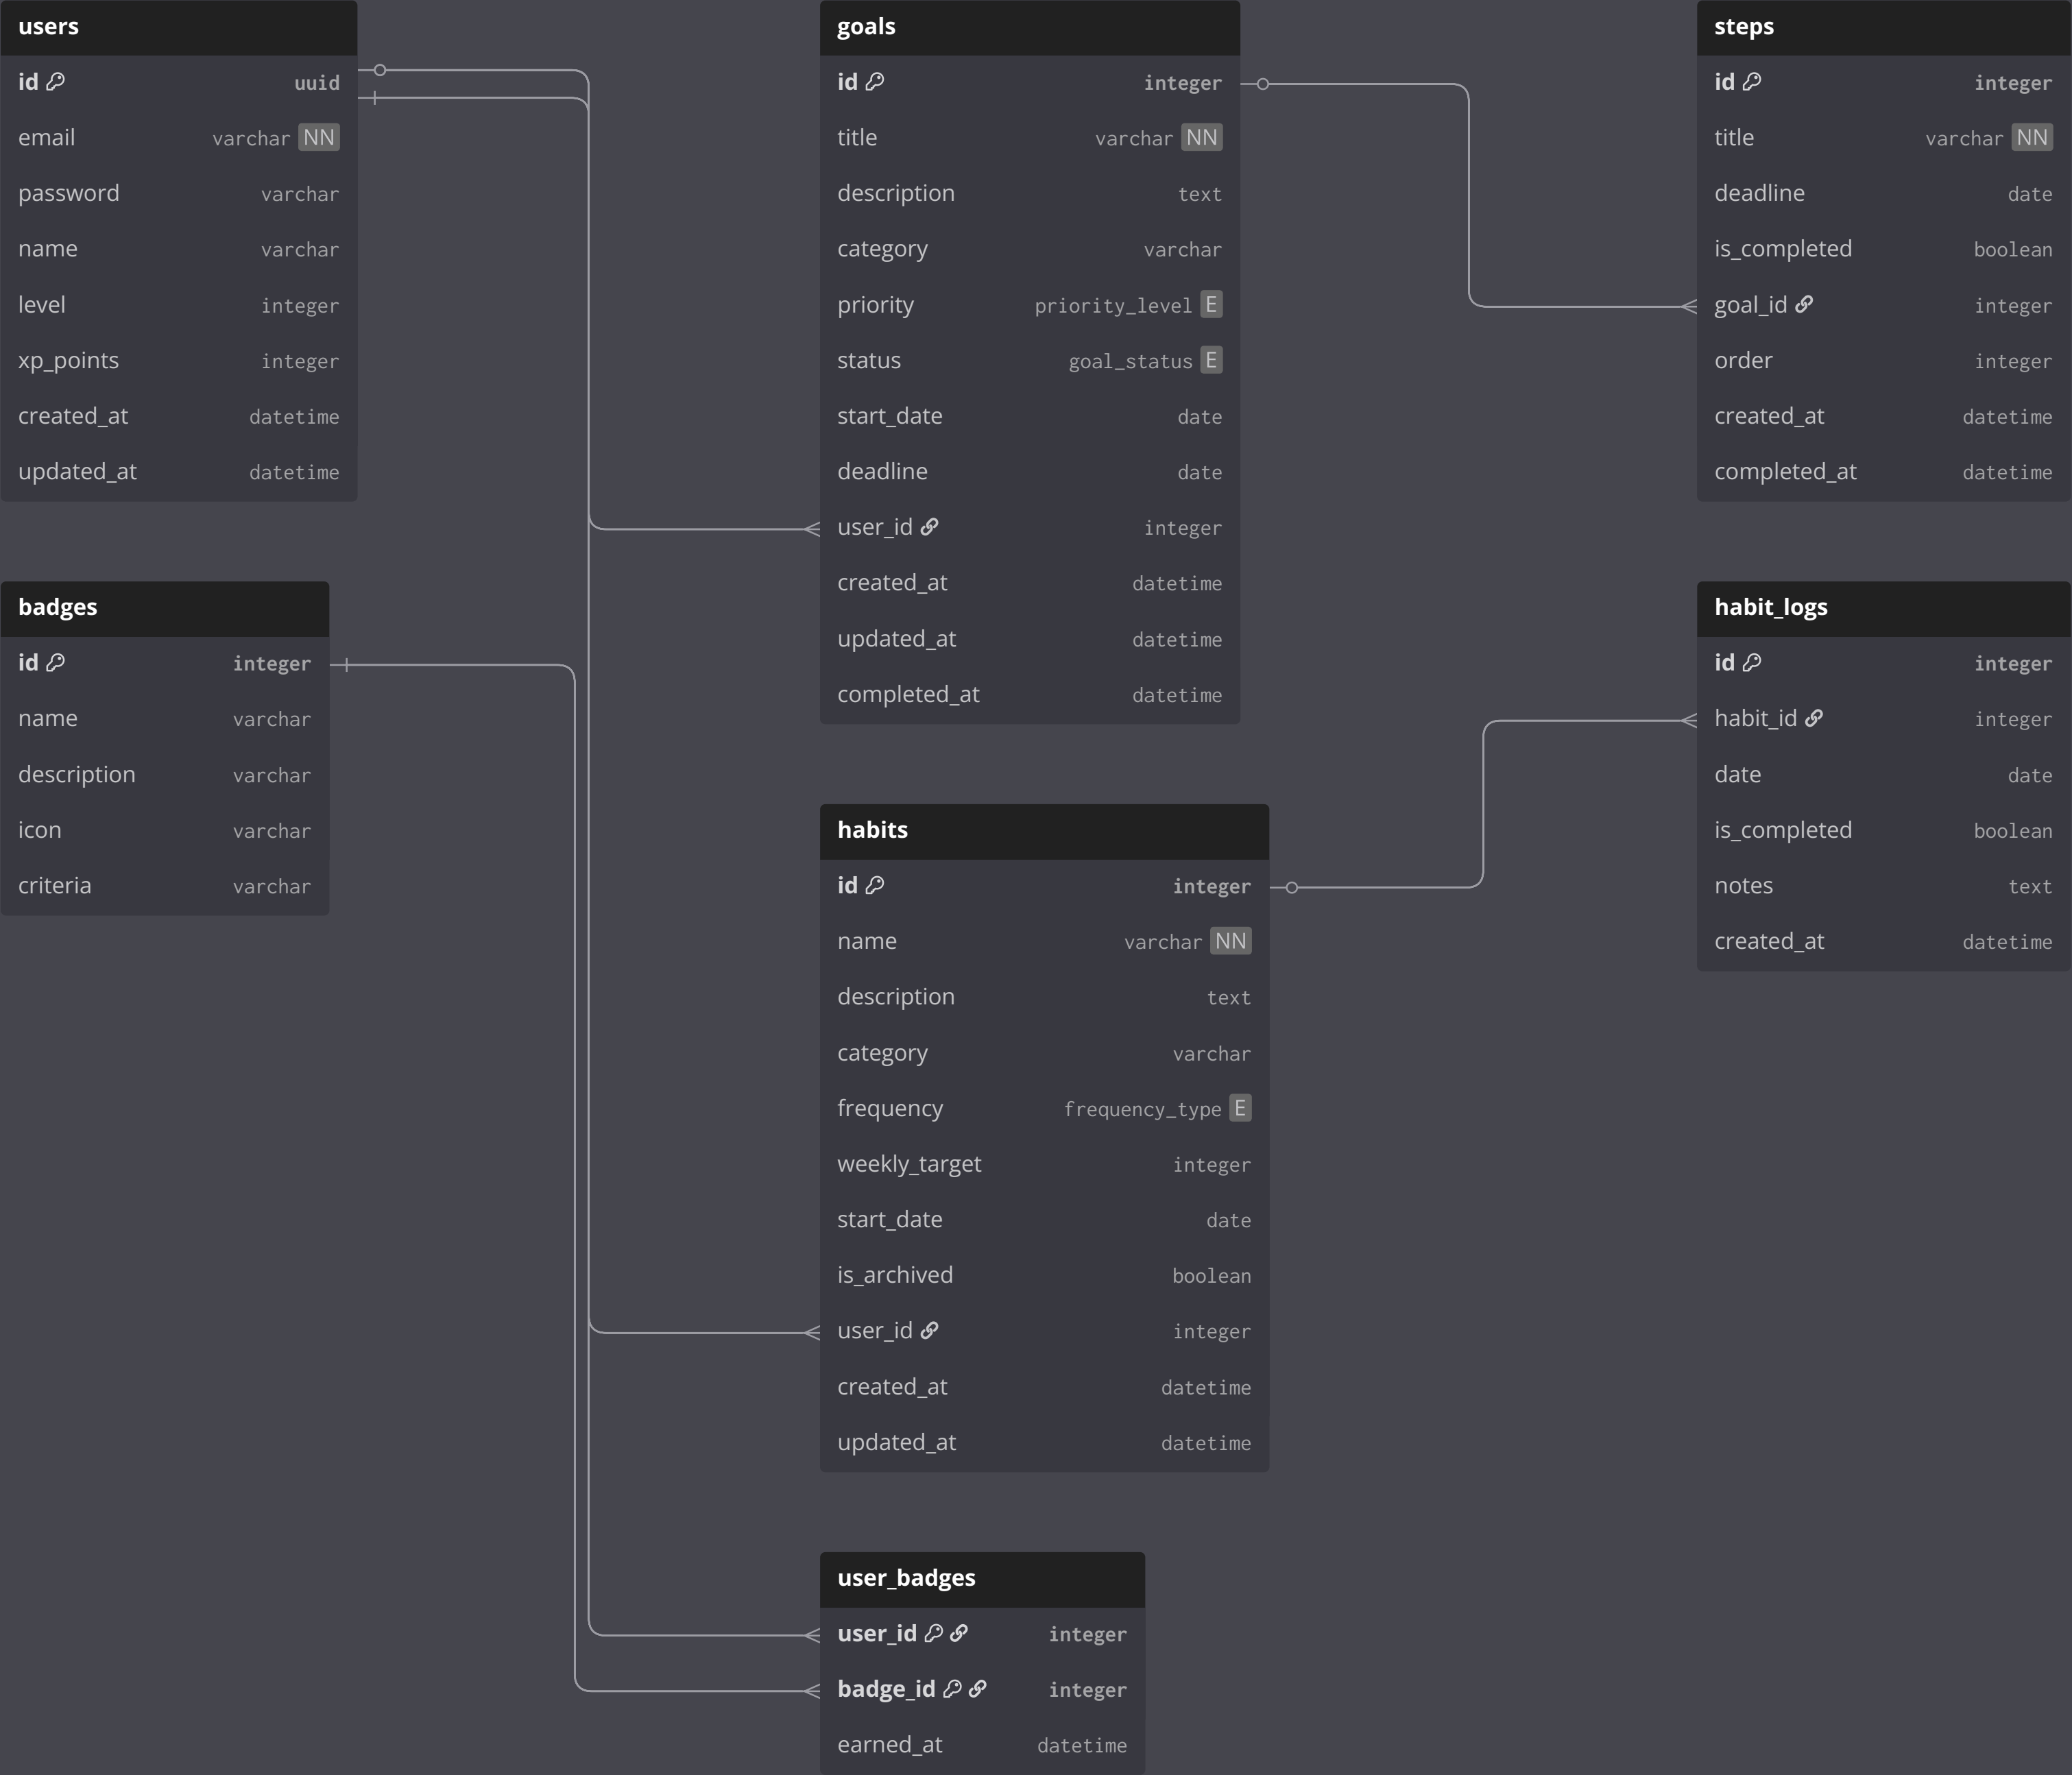 users
id uuid
email varchar NN
password varchar
name varchar
level integer
xp_points integer
created_at datetime
updated_at datetime
badges
id integer
name varchar
description varchar
icon varchar
criteria varchar
goals
id integer
title varchar NN
description text
category varchar
priority priority_level E
status goal_status E
start_date date
deadline date
user_id integer
created_at datetime
updated_at datetime
completed_at datetime
habits
id integer
name varchar NN
description text
category varchar
frequency frequency_type E
weekly_target integer
start_date date
is_archived boolean
user_id integer
created_at datetime
updated_at datetime
user_badges
user_id integer
badge_id integer
earned_at datetime
steps
id integer
title varchar NN
deadline date
is_completed boolean
goal_id integer
order integer
created_at datetime
completed_at datetime
habit_logs
id integer
habit_id integer
date date
is_completed boolean
notes text
created_at datetime